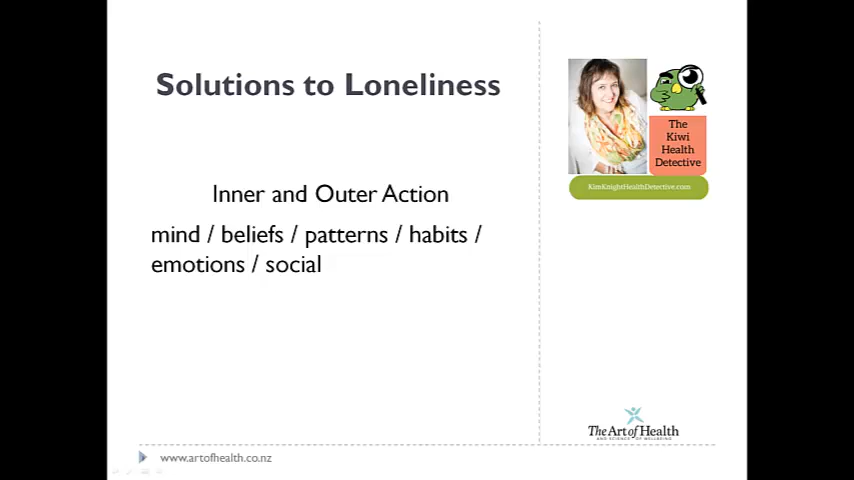 Solutions to Loneliness
Inner and Outer Action
mind / beliefs / patterns / habits /
emotions / social
The
Kiwi
Health
Detective
KimKnightHealthDetective.com
The Art of Health
AND SCIENCE OF WELLBEING
www.artofhealth.co.nz